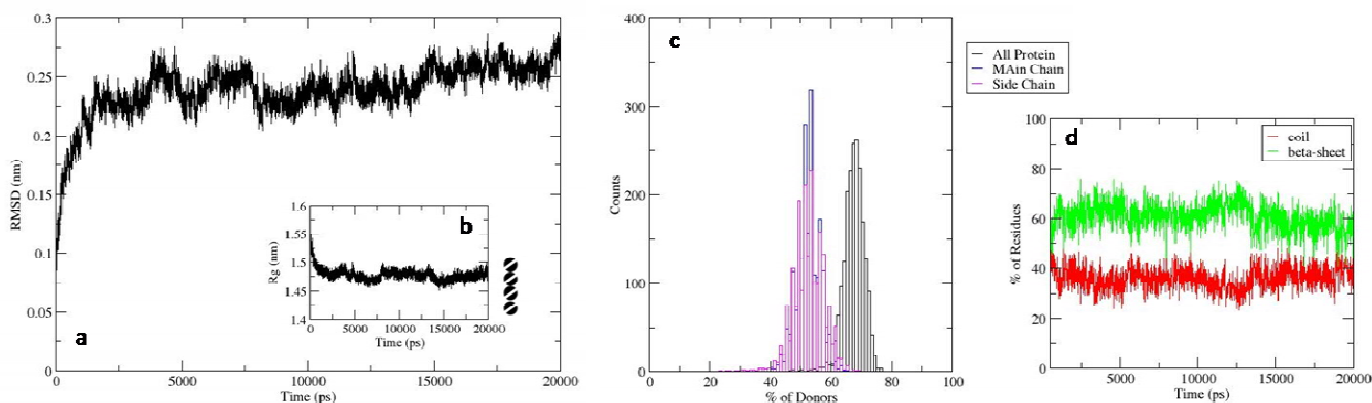 0.3
0.25
0.2
0.15
0.1
0.05
0
RMSD (nm)
0
5000
10000
15000
20000
Time (ps)
a
1.6
1.55
1.5
1.45
1.4
Rg (nm)
0
5000
10000
15000
20000
Time (ps)
b
400
300
200
100
0
Counts
0
20
40
60
80
100
% of Donors
c
All Protein
MAin Chain
Side Chain
100
80
60
40
20
0
% of Residues
5000
10000
15000
20000
Time (ps)
d
coil
beta-sheet